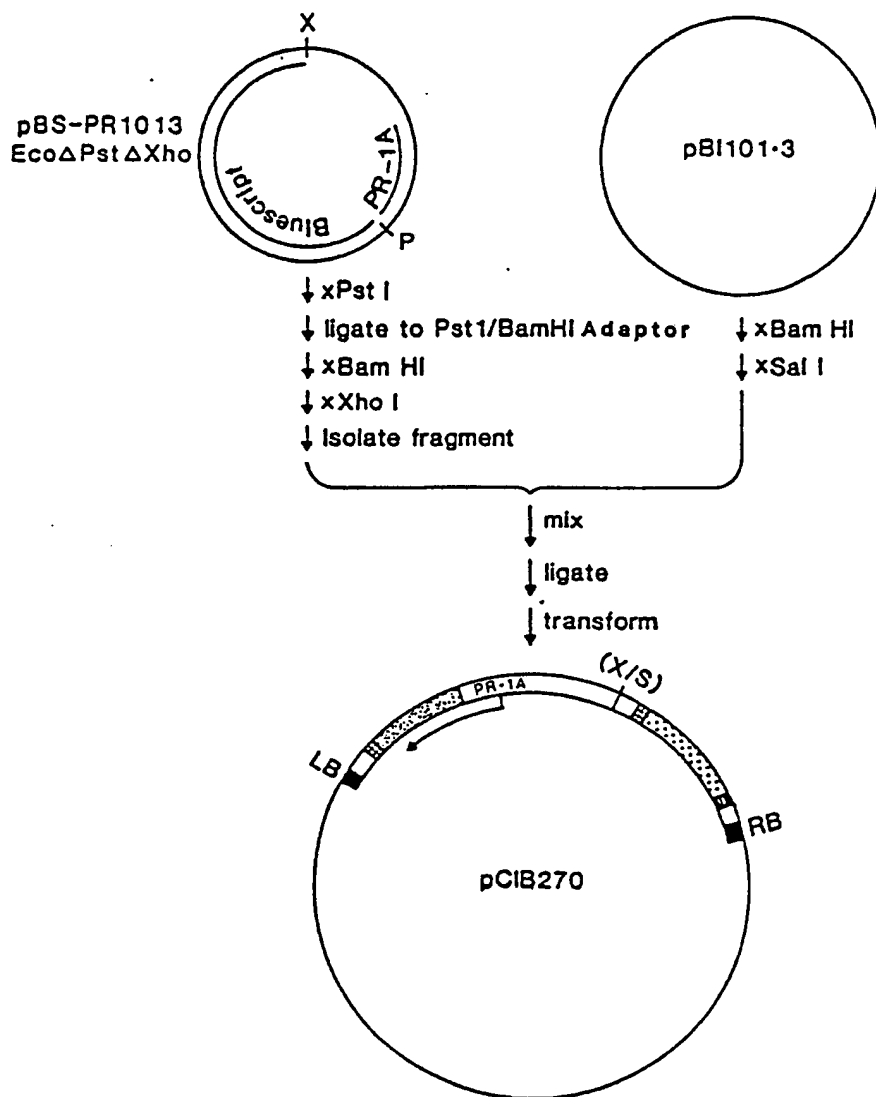 X
pBS-PR1013
EcoΔPstΔXho
Bluescript
PR-1A
P
pBI101·3
xPst I
ligate to Pst1/BamHI Adaptor
xBam HI
xXho I
Isolate fragment
xBam HI
xSal I
mix
ligate
transform
PR-1A
(X/S)
LB
RB
pCIB270